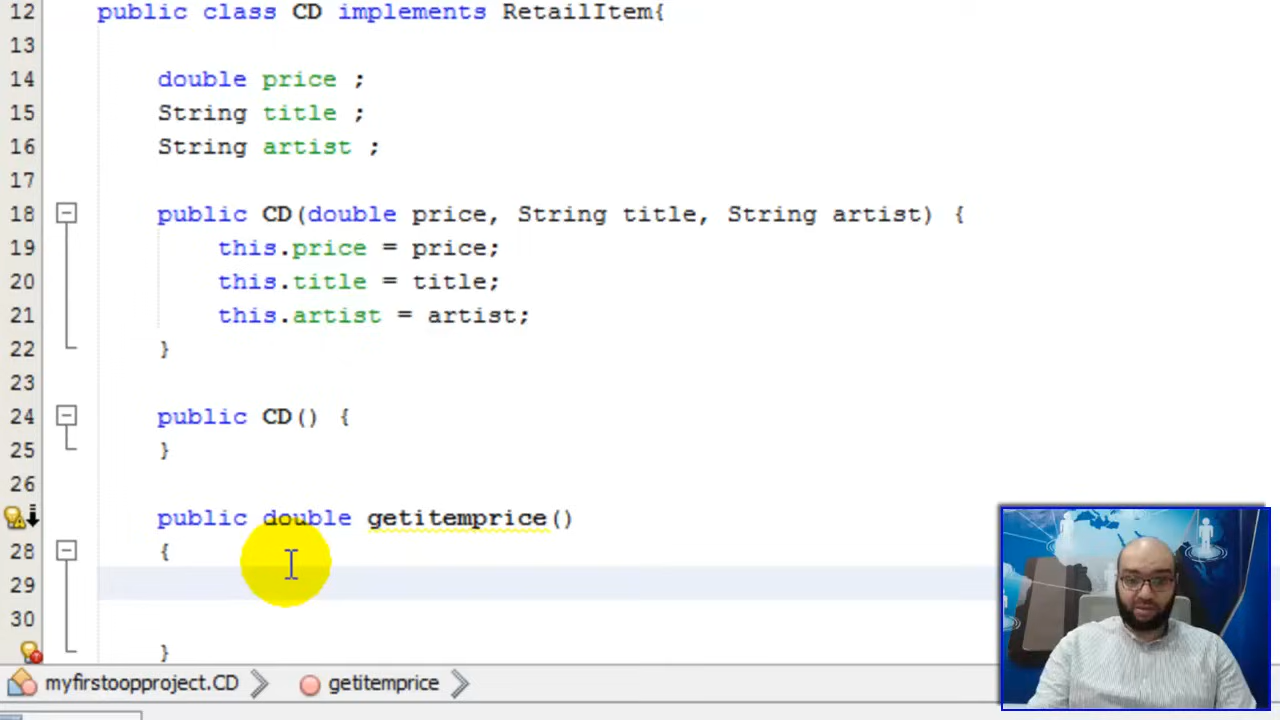 12 public class CD implements RetailItem{
13
14 double price ;
15 String title ;
16 String artist ;
17
18 public CD(double price, String title, String artist) {
19 this.price = price;
20 this.title = title;
21 this.artist = artist;
22 }
23
24 public CD() {
25 }
26
public double getitemprice()
28 {
29
30
}
myfirstoopproject.CD getitemprice